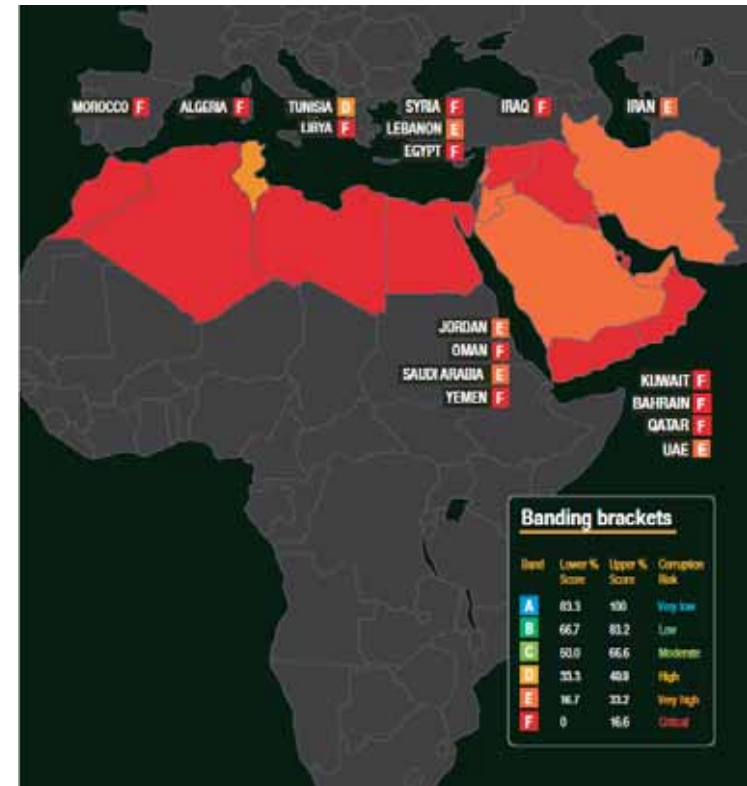 MOROCCO F
ALGERIA F
TUNISIA D
LIBYA F
SYRIA F
LEBANON E
EGYPT F
IRAQ F
IRAN E
JORDAN E
OMAN F
SAUDI ARABIA E
YEMEN F
KUWAIT F
BAHRAIN F
QATAR F
UAE E
Banding brackets
Band Lower % Score Upper % Score Corruption Risk
A 83.3 100 Very low
B 66.7 83.2 Low
C 50.0 66.6 Moderate
D 33.3 High
E 16.7 33.2 Very high
F 0 16.6 Critical